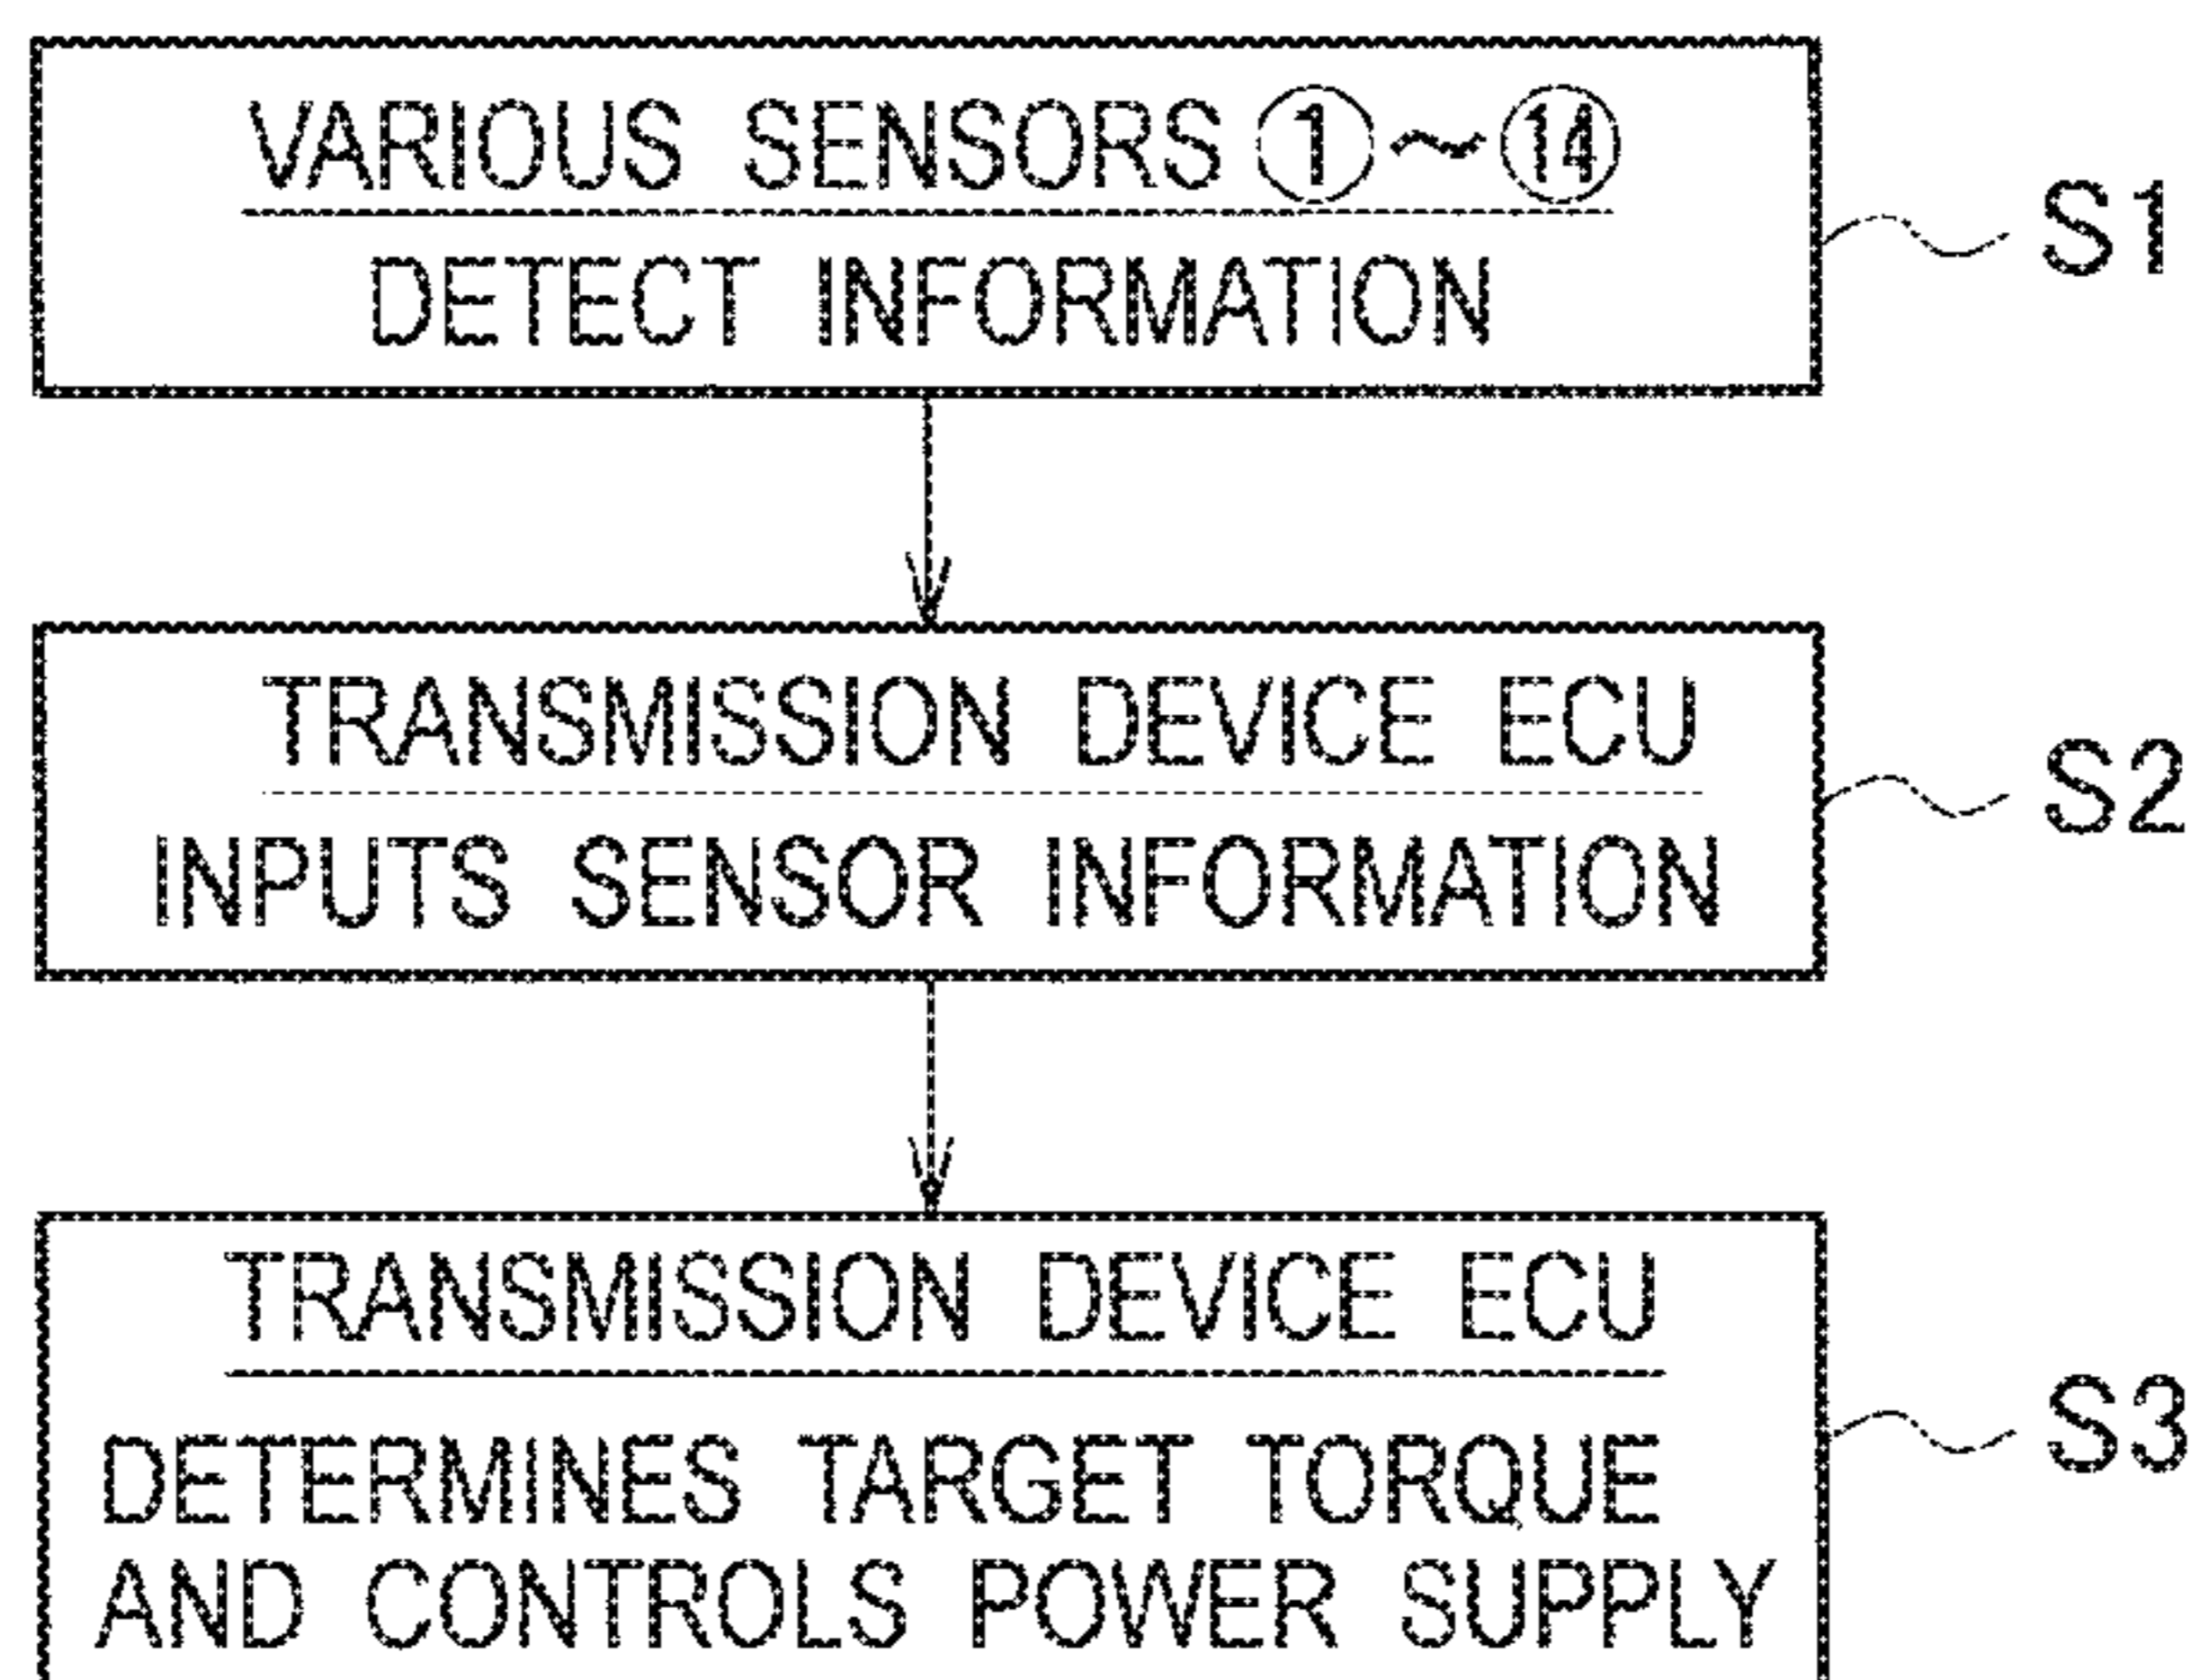 VARIOUS SENSORS ①~⑭
DETECT INFORMATION
S1
TRANSMISSION DEVICE ECU
INPUTS SENSOR INFORMATION
S2
TRANSMISSION DEVICE ECU
DETERMINES TARGET TORQUE
AND CONTROLS POWER SUPPLY
S3